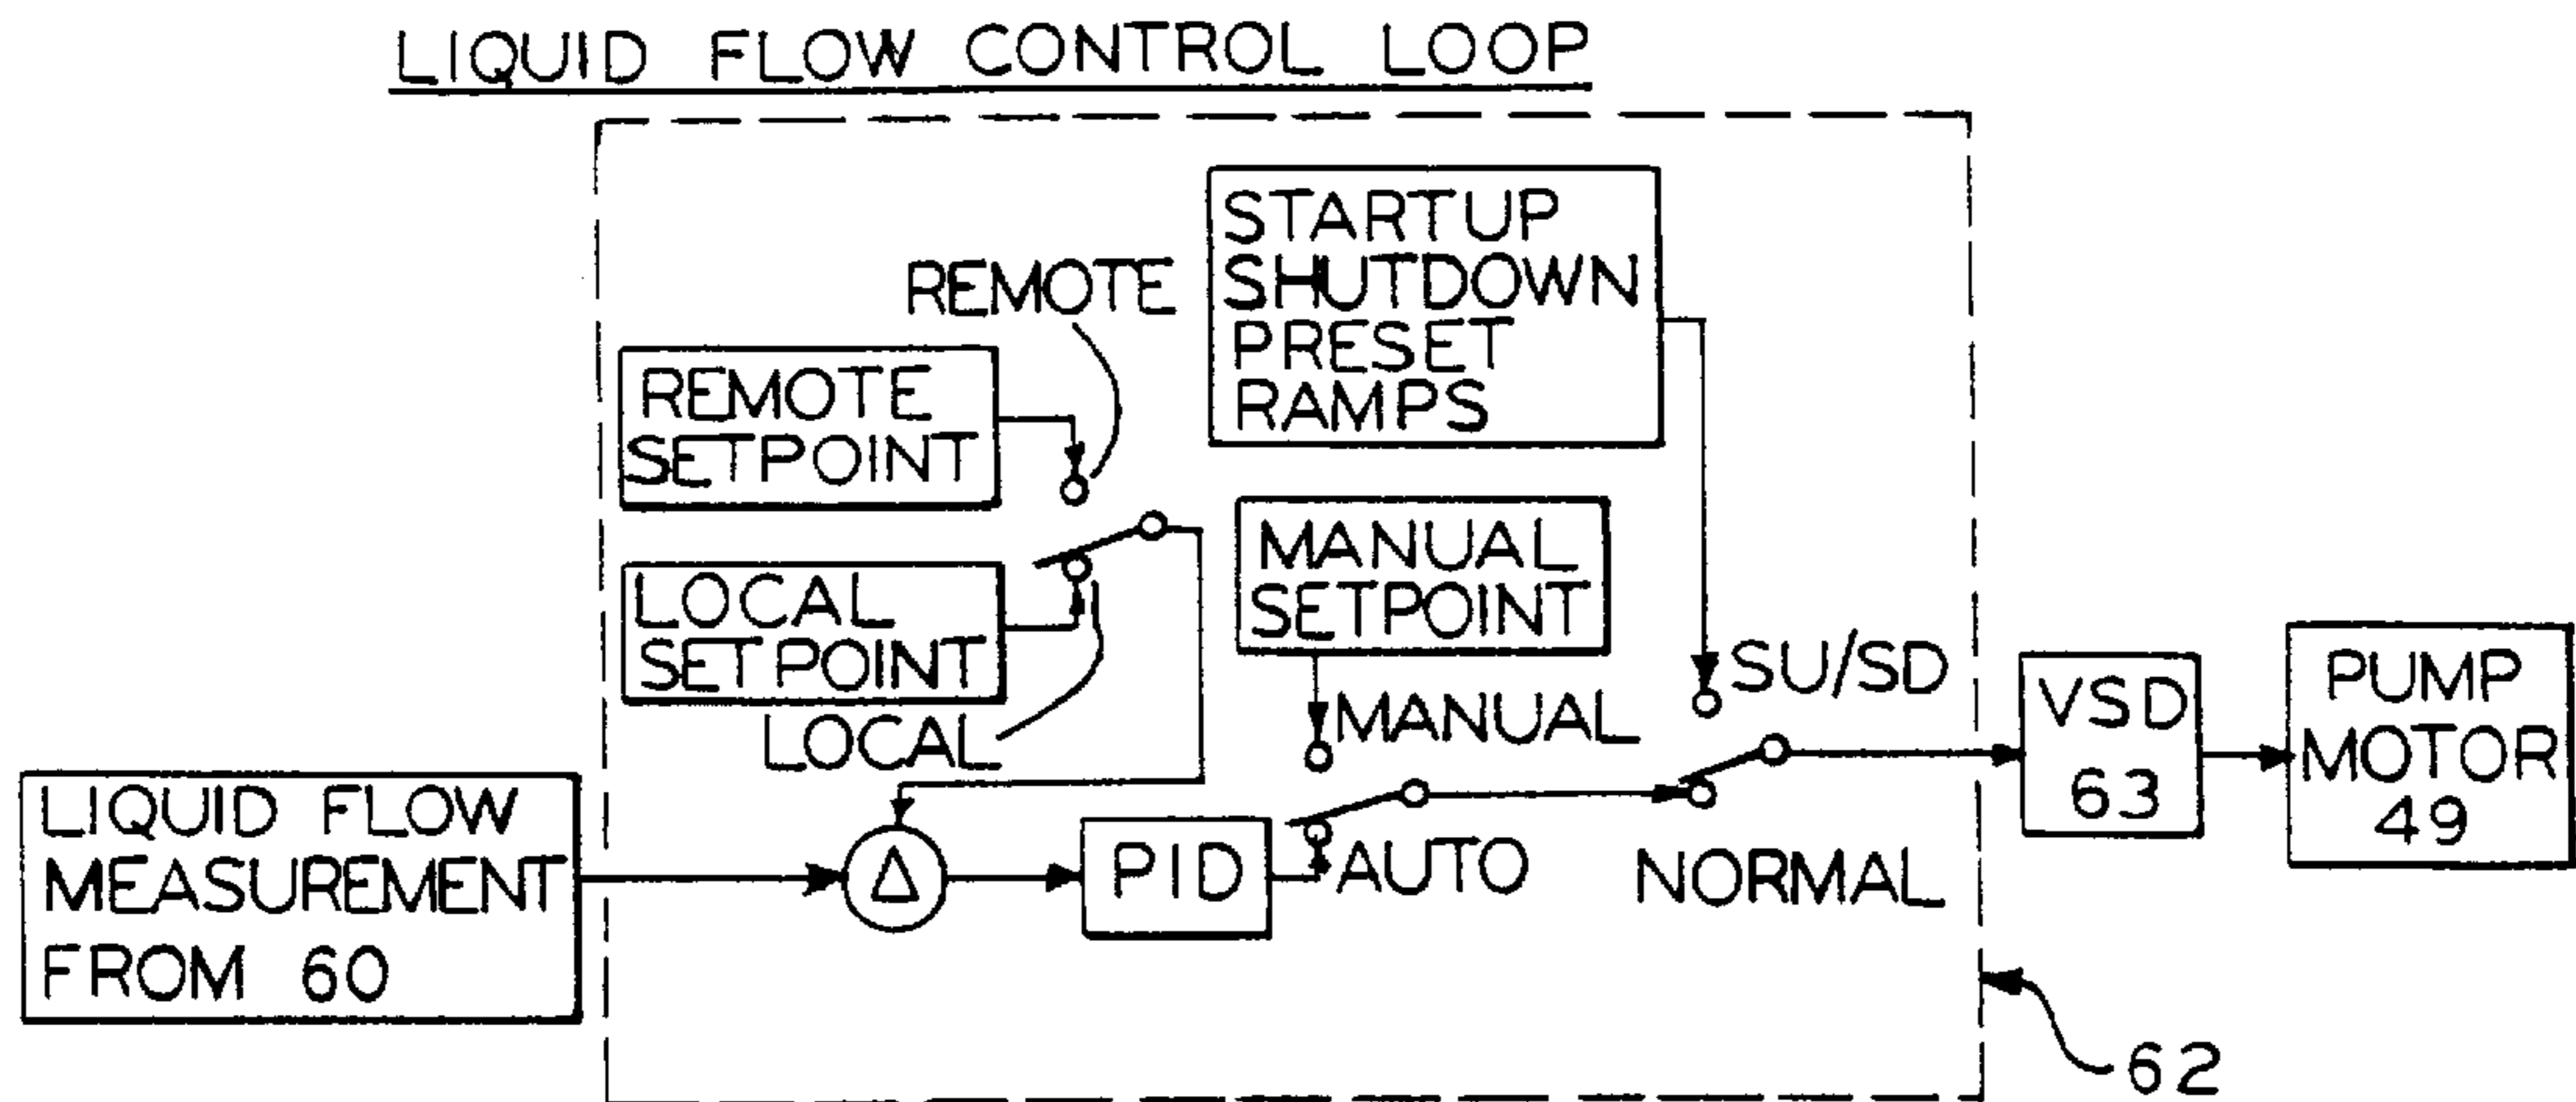 LIQUID FLOW CONTROL LOOP
STARTUP
SHUTDOWN
PRESET
RAMPS
REMOTE
REMOTE
SETPOINT
MANUAL
SETPOINT
LOCAL
SETPOINT
LOCAL
MANUAL
SU/SD
VSD
63
PUMP
MOTOR
49
LIQUID FLOW
MEASUREMENT
FROM 60
Δ
PID
AUTO
NORMAL
62